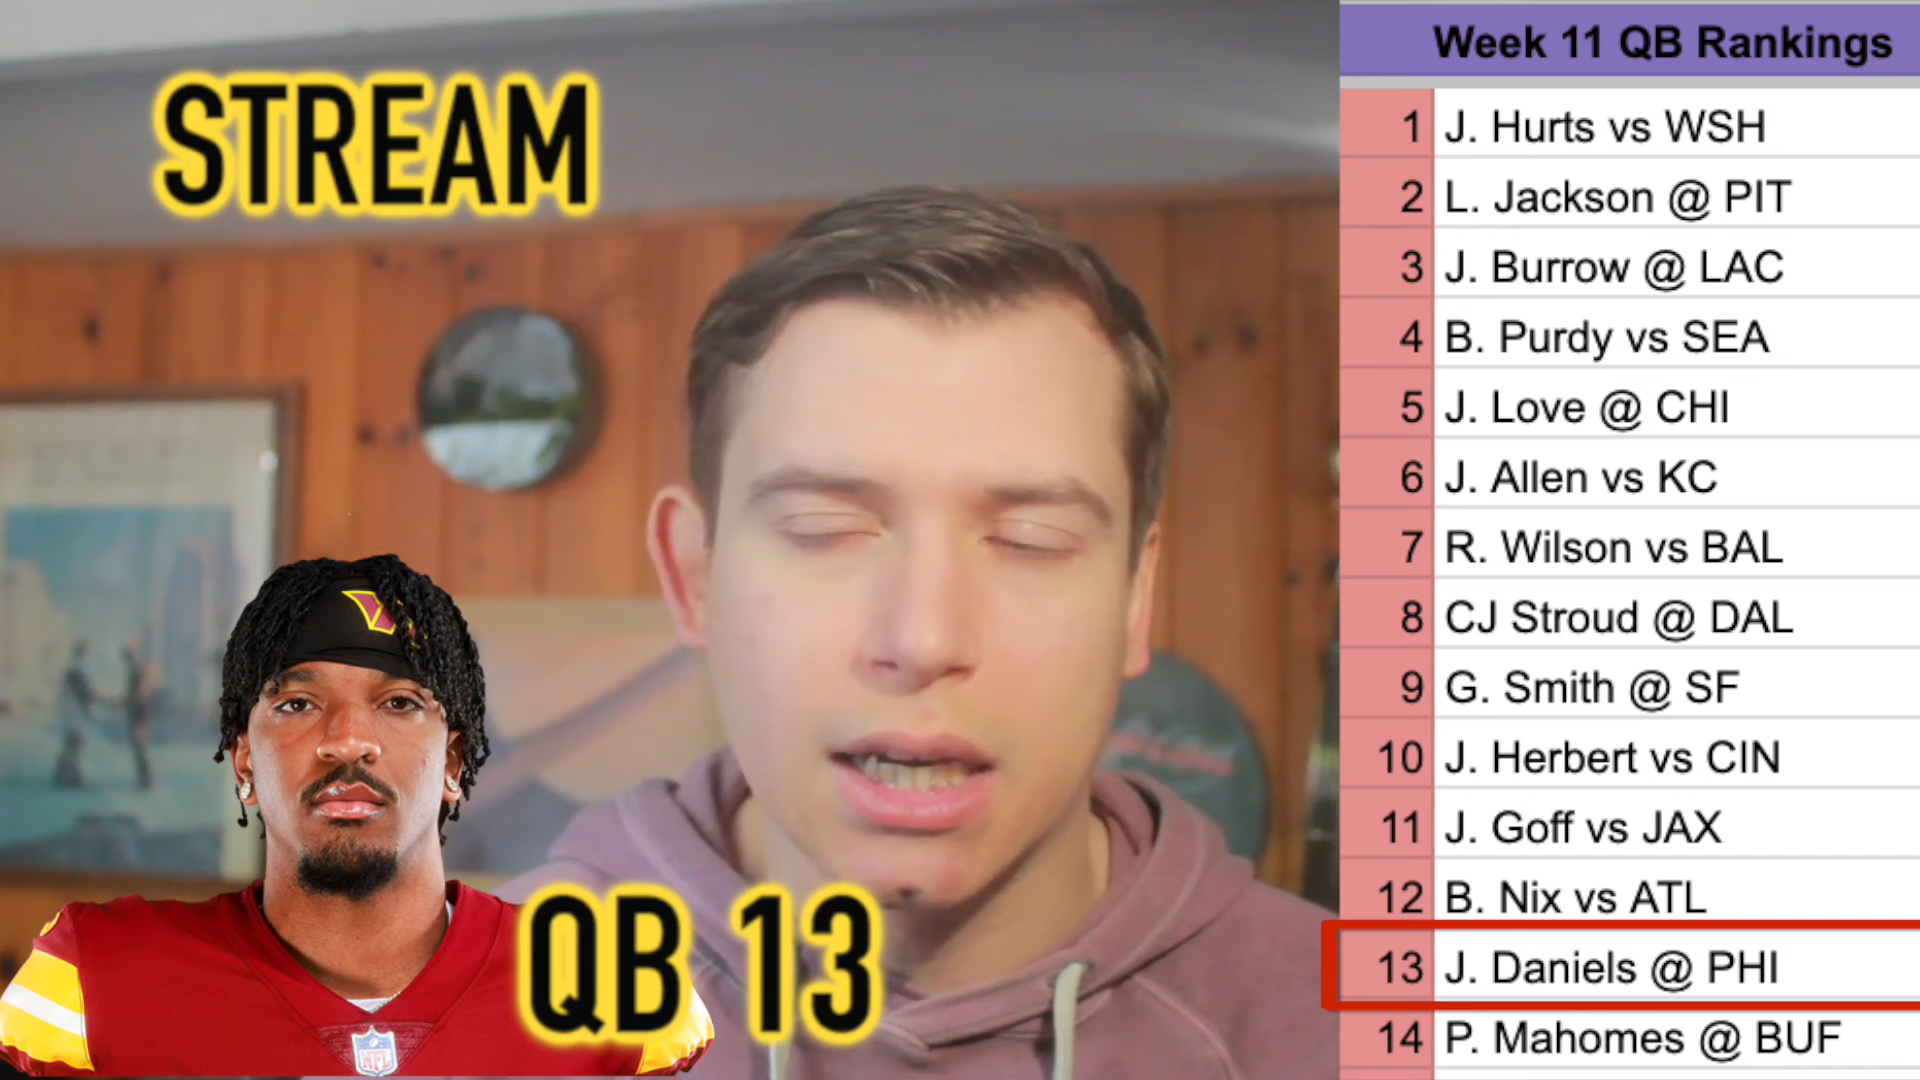 STREAM
QB 13
Week 11 QB Rankings
1 J. Hurts vs WSH
2 L. Jackson @ PIT
3 J. Burrow @ LAC
4 B. Purdy vs SEA
5 J. Love @ CHI
6 J. Allen vs KC
7 R. Wilson vs BAL
8 CJ Stroud @ DAL
9 G. Smith @ SF
10 J. Herbert vs CIN
11 J. Goff vs JAX
12 B. Nix vs ATL
13 J. Daniels @ PHI
14 P. Mahomes @ BUF
NFL